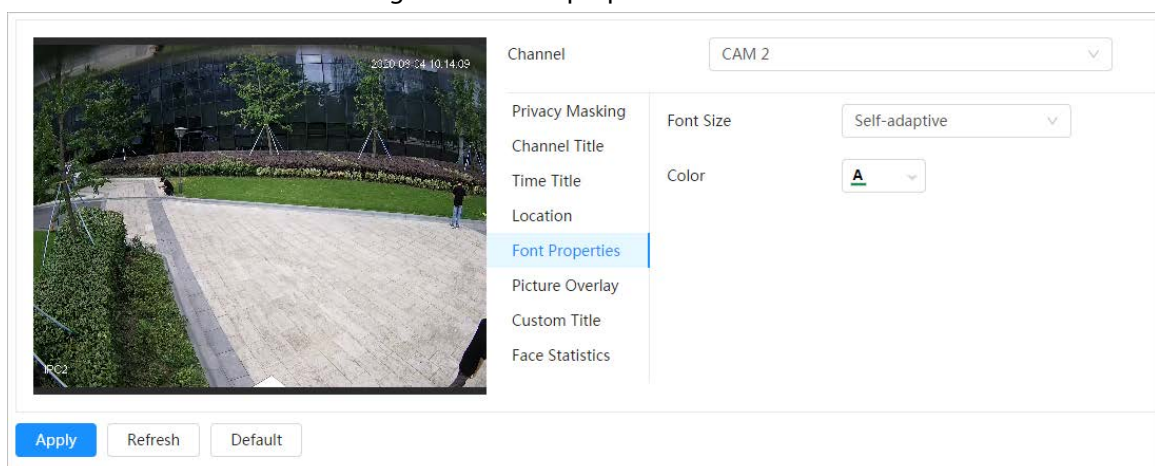 Channel
CAM 2
2020-09-04 10:14:09
Privacy Masking
Channel Title
Time Title
Location
Font Properties
Picture Overlay
Custom Title
Face Statistics
Font Size
Self-adaptive
Color
A
IPC2
Apply
Refresh
Default